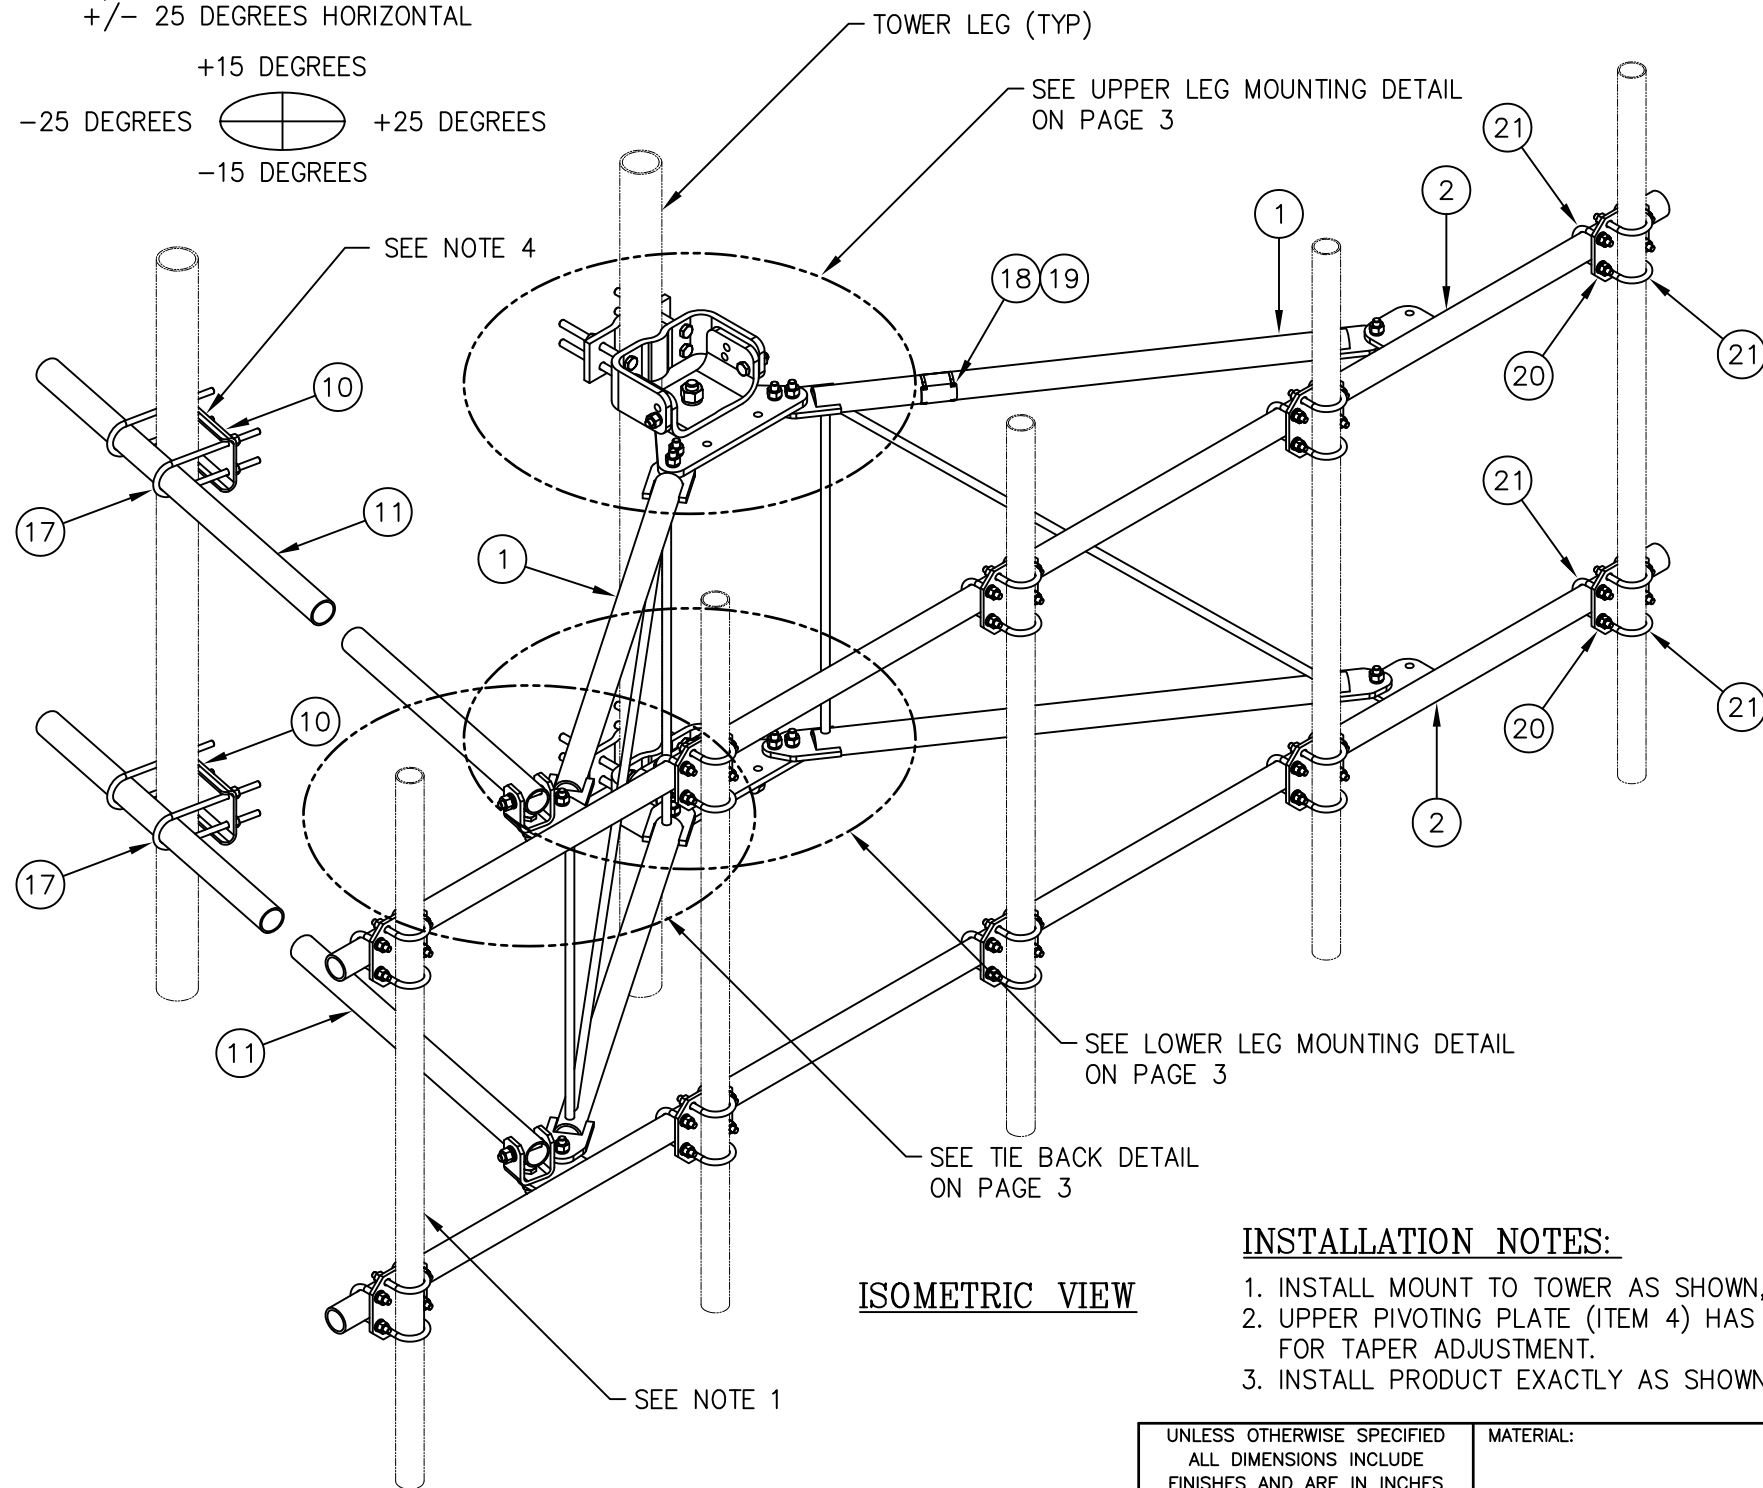 +/- 25 DEGREES HORIZONTAL
+15 DEGREES
-25 DEGREES
+25 DEGREES
-15 DEGREES
TOWER LEG (TYP)
SEE UPPER LEG MOUNTING DETAIL
ON PAGE 3
SEE NOTE 4
21
2
1
18
19
20
21
10
17
11
1
21
20
21
2
10
17
11
SEE LOWER LEG MOUNTING DETAIL
ON PAGE 3
SEE TIE BACK DETAIL
ON PAGE 3
SEE NOTE 1
ISOMETRIC VIEW
INSTALLATION NOTES:
1. INSTALL MOUNT TO TOWER AS SHOWN,
2. UPPER PIVOTING PLATE (ITEM 4) HAS
FOR TAPER ADJUSTMENT.
3. INSTALL PRODUCT EXACTLY AS SHOWN
UNLESS OTHERWISE SPECIFIED
ALL DIMENSIONS INCLUDE
FINISHES AND ARE IN INCHES
MATERIAL: